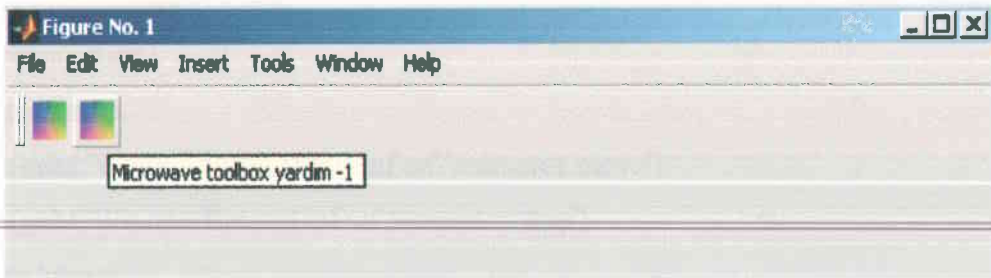 Figure No. 1
File Edit View Insert Tools Window Help
Microwave toolbox yardım -1